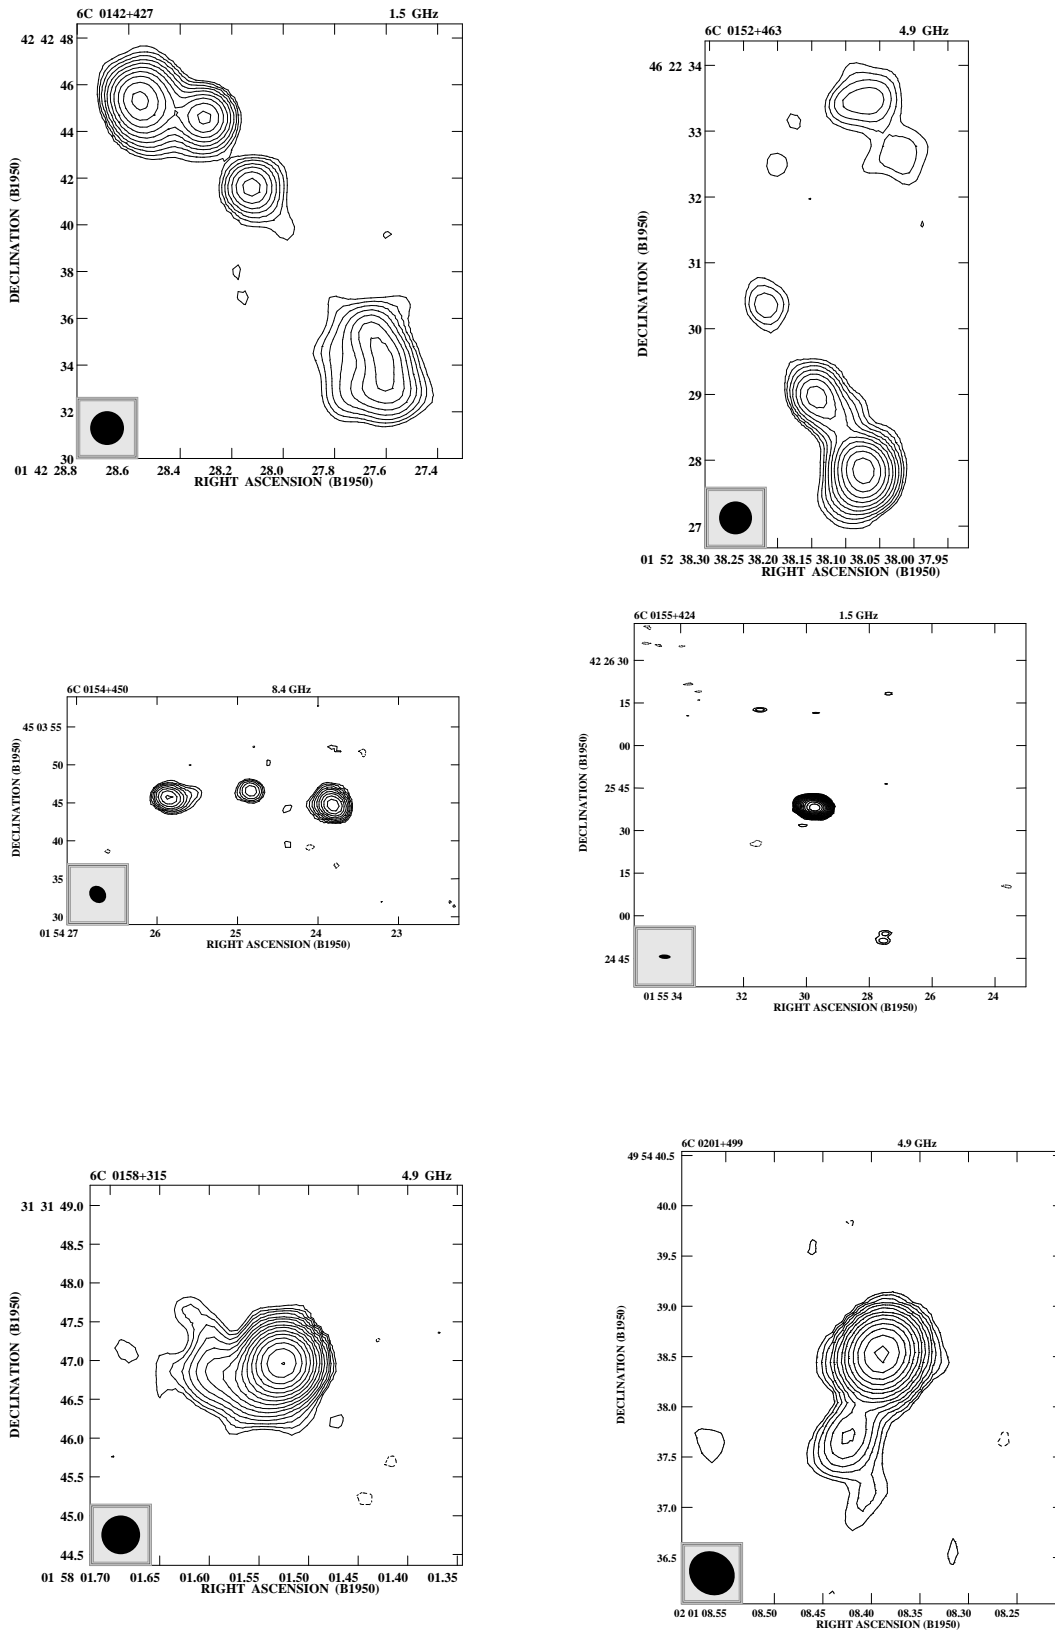 6C 0142+427 1.5 GHz
42 42 48
46
44
42
40
38
36
34
32
30
DECLINATION (B1950)
01 42 28.8 28.6 28.4 28.2 28.0 27.8 27.6 27.4
RIGHT ASCENSION (B1950)
6C 0152+463 4.9 GHz
46 22 34
33
32
31
30
29
28
27
DECLINATION (B1950)
01 52 38.30 38.25 38.20 38.15 38.10 38.05 38.00 37.95
RIGHT ASCENSION (B1950)
6C 0154+450 8.4 GHz
45 03 55
50
45
40
35
30
DECLINATION (B1950)
01 54 27 26 25 24 23
RIGHT ASCENSION (B1950)
6C 0155+424 1.5 GHz
42 26 30
15
00
25 45
30
15
00
24 45
DECLINATION (B1950)
01 55 34 32 30 28 26 24
RIGHT ASCENSION (B1950)
6C 0158+315 4.9 GHz
31 31 49.0
48.5
48.0
47.5
47.0
46.5
46.0
45.5
45.0
44.5
DECLINATION (B1950)
01 58 01.70 01.65 01.60 01.55 01.50 01.45 01.40 01.35
RIGHT ASCENSION (B1950)
6C 0201+499 4.9 GHz
49 54 40.5
40.0
39.5
39.0
38.5
38.0
37.5
37.0
36.5
DECLINATION (B1950)
02 01 08.55 08.50 08.45 08.40 08.35 08.30 08.25
RIGHT ASCENSION (B1950)